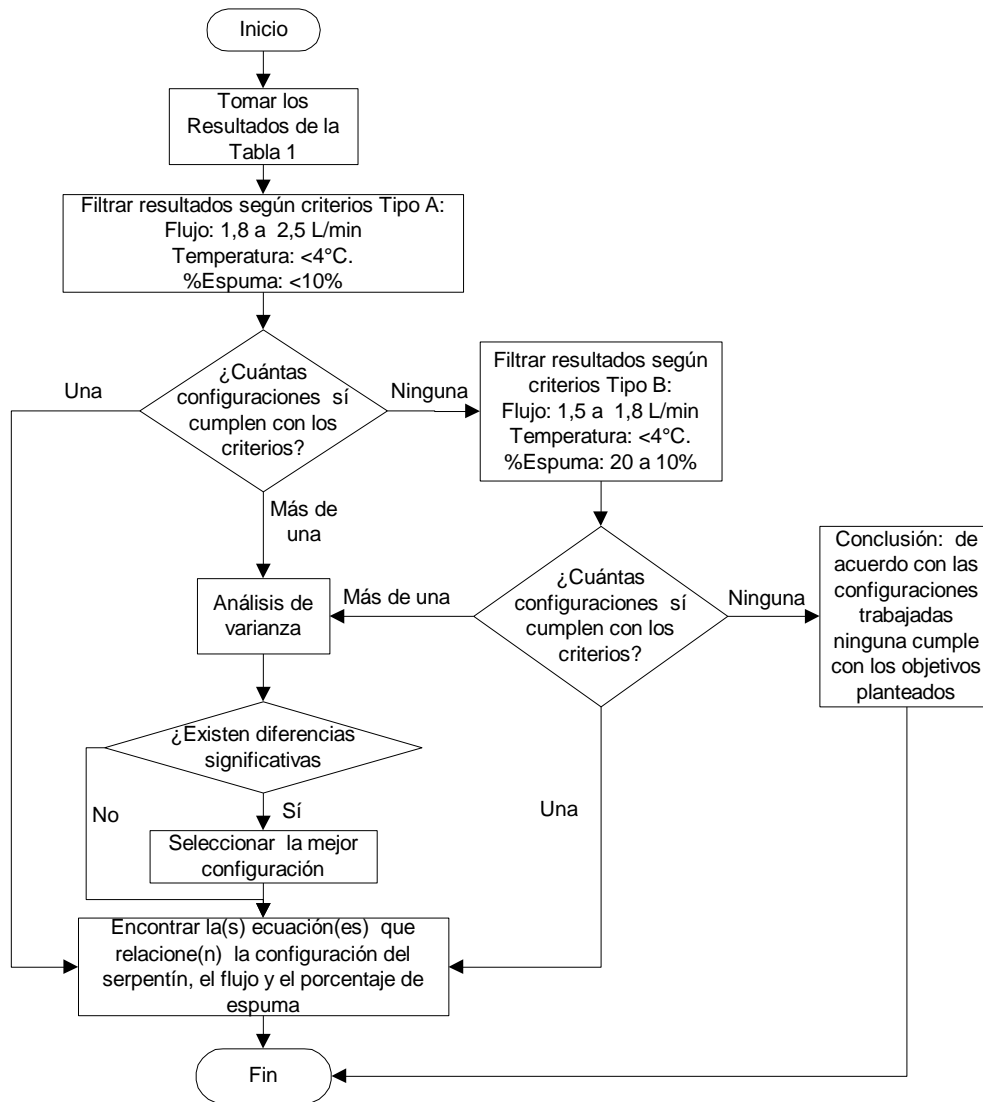 Inicio
Tomar los
Resultados de la
Tabla 1
Filtrar resultados según criterios Tipo A:
Flujo: 1,8 a 2,5 L/min
Temperatura: <4°C.
%Espuma: <10%
¿Cuántas
configuraciones sí
cumplen con los
criterios?
Una
Ninguna
Más de
una
Filtrar resultados según
criterios Tipo B:
Flujo: 1,5 a 1,8 L/min
Temperatura: <4°C.
%Espuma: 20 a 10%
¿Cuántas
configuraciones sí
cumplen con los
criterios?
Más de una
Ninguna
Una
Conclusión: de
acuerdo con las
configuraciones
trabajadas
ninguna cumple
con los objetivos
planteados
Análisis de
varianza
¿Existen diferencias
significativas
No
Sí
Seleccionar la mejor
configuración
Encontrar la(s) ecuación(es) que
relacione(n) la configuración del
serpentín, el flujo y el porcentaje de
espuma
Fin